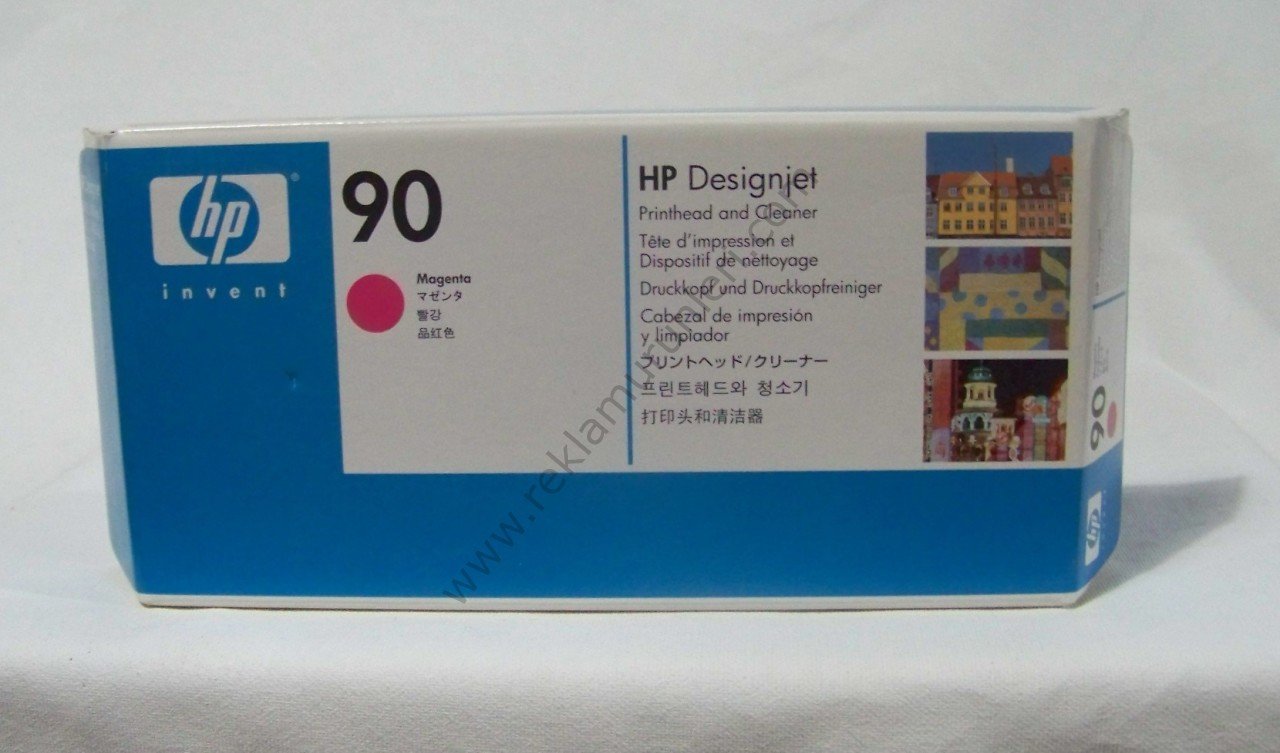 hp®
invent
90
Magenta
マゼンタ
빨강
品红色
HP Designjet
Printhead and Cleaner
Tête d'impression et
Dispositif de nettoyage
Druckkopf und Druckkopfreiniger
Cabezal de impresión
y limpiador
プリントヘッド/クリーナー
프린트헤드와 청소기
打印头和清洁器
90
hp
www.reklamurunleri.com